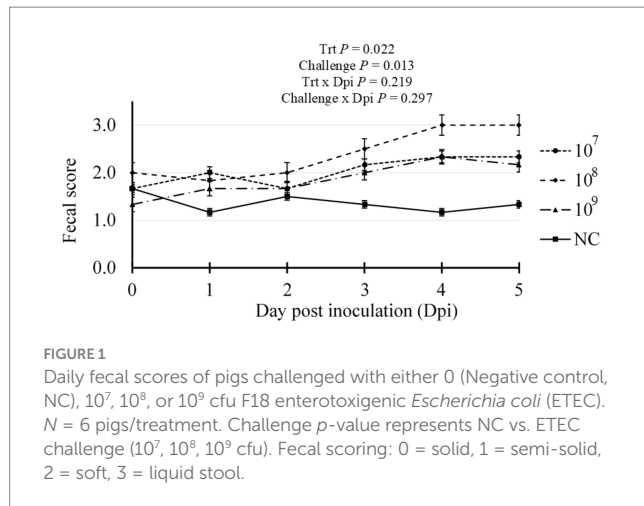 Trt P = 0.022
Challenge P = 0.013
Trt x Dpi P = 0.219
Challenge x Dpi P = 0.297
3.0
2.0
1.0
0.0
Fecal score
0 1 2 3 4 5
Day post inoculation (Dpi)
10⁷
10⁸
10⁹
NC
FIGURE 1
Daily fecal scores of pigs challenged with either 0 (Negative control,
NC), 10⁷, 10⁸, or 10⁹ cfu F18 enterotoxigenic Escherichia coli (ETEC).
N = 6 pigs/treatment. Challenge p-value represents NC vs. ETEC
challenge (10⁷, 10⁸, 10⁹ cfu). Fecal scoring: 0 = solid, 1 = semi-solid,
2 = soft, 3 = liquid stool.